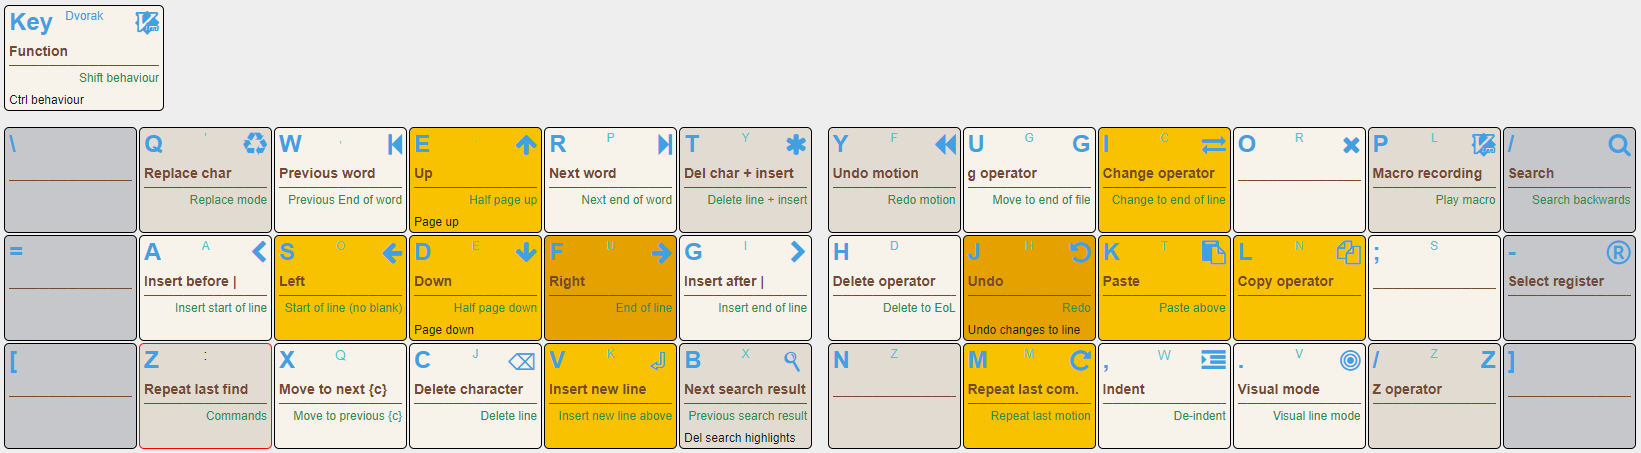 Key Dvorak
Function
Shift behaviour
Ctrl behaviour
\
Q '
Replace char
Replace mode
W ,
Previous word
Previous End of word
E .
Up
Half page up
Page up
R P
Next word
Next end of word
T Y
Del char + insert
Delete line + insert
Y F
Undo motion
Redo motion
U G G
g operator
Move to end of file
I C
Change operator
Change to end of line
O R
P L
Macro recording
Play macro
/
Search
Search backwards
=
A A
Insert before |
Insert start of line
S O
Left
Start of line (no blank)
D E
Down
Half page down
Page down
F U
Right
End of line
G I
Insert after |
Insert end of line
H D
Delete operator
Delete to EoL
J H
Undo
Redo
Undo changes to line
K T
Paste
Paste above
L N
Copy operator
; S
- ®
Select register
[
Z :
Repeat last find
Commands
X Q
Move to next {c}
Move to previous {c}
C J
Delete character
Delete line
V K
Insert new line
Insert new line above
B X
Next search result
Previous search result
Del search highlights
N Z
M M
Repeat last com.
Repeat last motion
, W
Indent
De-indent
. V
Visual mode
Visual line mode
/ Z Z
Z operator
]